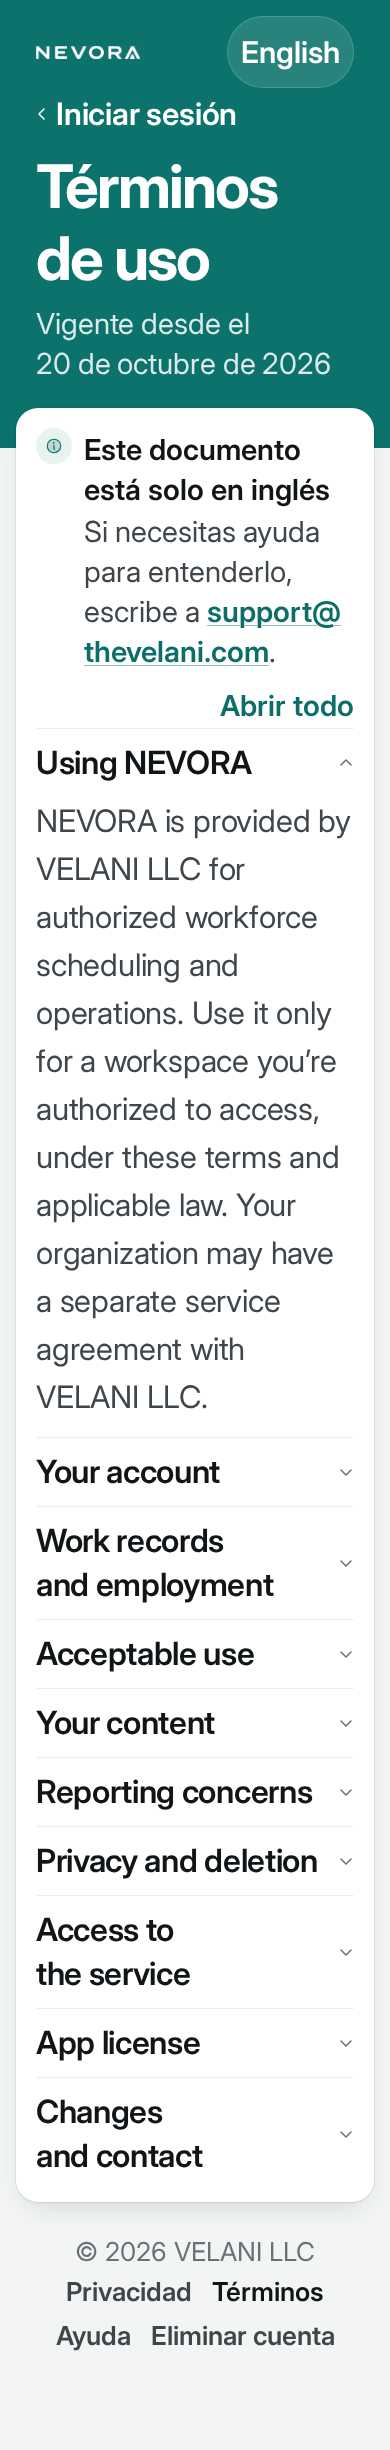 NEVORA
English
Iniciar sesión
Términos
de uso
Vigente desde el
20 de octubre de 2026
Este documento
está solo en inglés
Si necesitas ayuda
para entenderlo,
escribe a support@
thevelani.com.
Abrir todo
Using NEVORA
NEVORA is provided by
VELANI LLC for
authorized workforce
scheduling and
operations. Use it only
for a workspace you’re
authorized to access,
under these terms and
applicable law. Your
organization may have
a separate service
agreement with
VELANI LLC.
Your account
Work records
and employment
Acceptable use
Your content
Reporting concerns
Privacy and deletion
Access to
the service
App license
Changes
and contact
© 2026 VELANI LLC
Privacidad Términos
Ayuda Eliminar cuenta